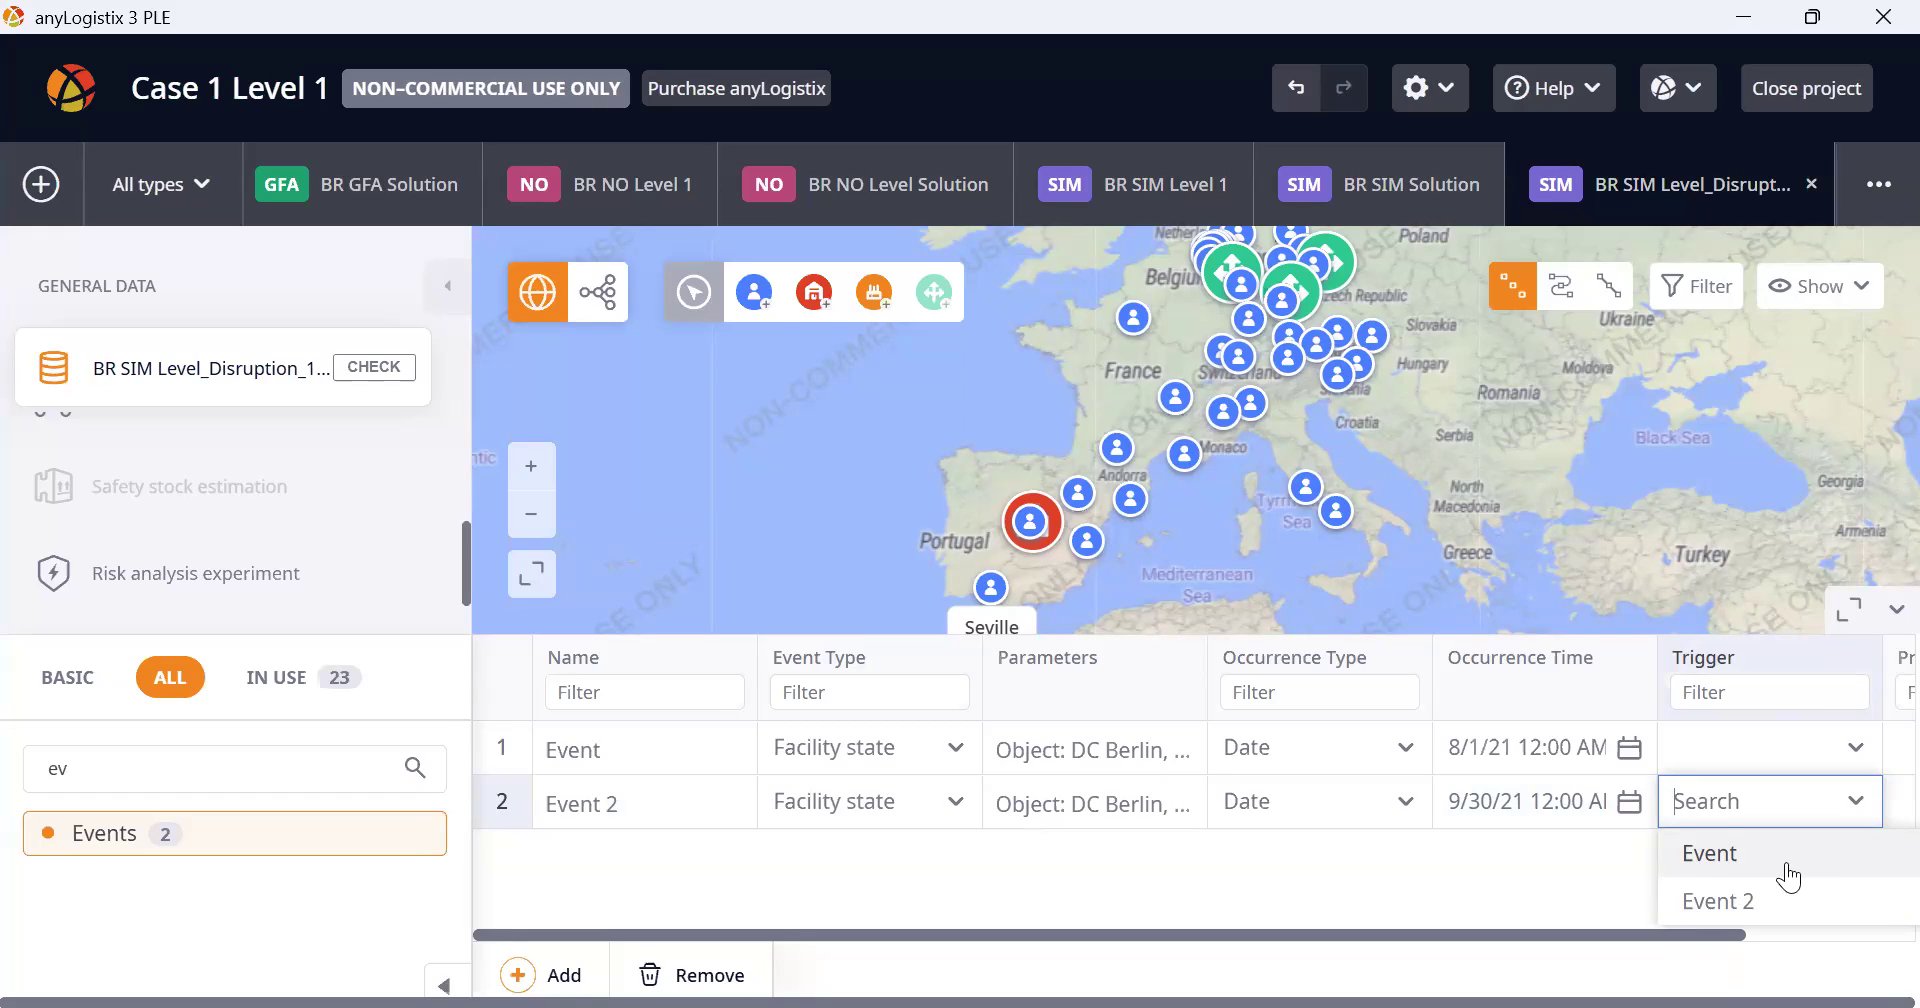 anyLogistix 3 PLE
Case 1 Level 1
NON-COMMERCIAL USE ONLY
Purchase anyLogistix
Help
Close project
All types
GFA BR GFA Solution
NO BR NO Level 1
NO BR NO Level Solution
SIM BR SIM Level 1
SIM BR SIM Solution
SIM BR SIM Level_Disrupt...
GENERAL DATA
BR SIM Level_Disruption_1...
CHECK
Safety stock estimation
Risk analysis experiment
Filter
Show
Poland
Ukraine
Slovakia
France
Hungary
Moldova
Romania
Croatia
Serbia
Black Sea
Monaco
Andorra
North
Macedonia
Georgia
Armenia
Portugal
Sea
Greece
Turkey
Mediterranean
Sea
Seville
BASIC
ALL
IN USE 23
ev
Events 2
Name Event Type Parameters Occurrence Type Occurrence Time Trigger Pr
Filter Filter Filter Filter F
1 Event Facility state Object: DC Berlin, ... Date 8/1/21 12:00 AM
2 Event 2 Facility state Object: DC Berlin, ... Date 9/30/21 12:00 A Search
Event
Event 2
Add
Remove